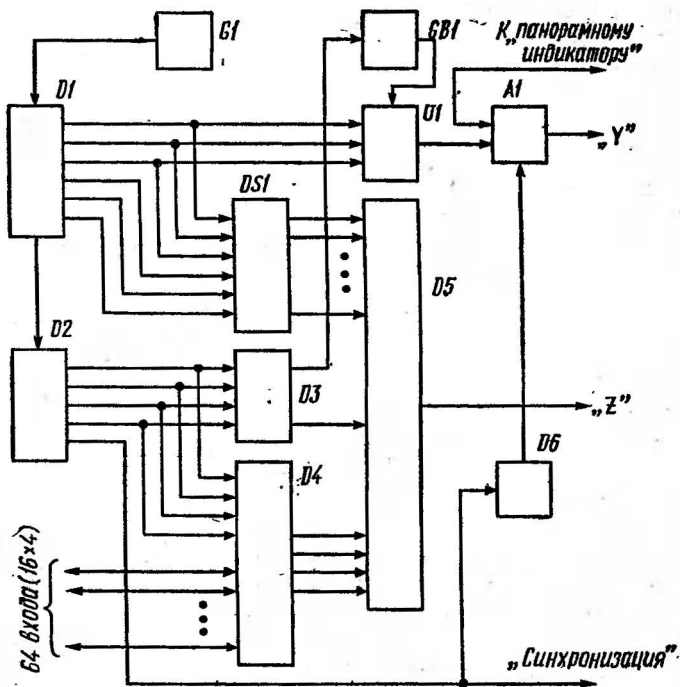 G1
GB1
К „панорамному
индикатору”
D1
U1
A1
„Y”
DS1
D5
D2
D3
„Z”
D4
D6
64 входа (16×4)
„Синхронизация”